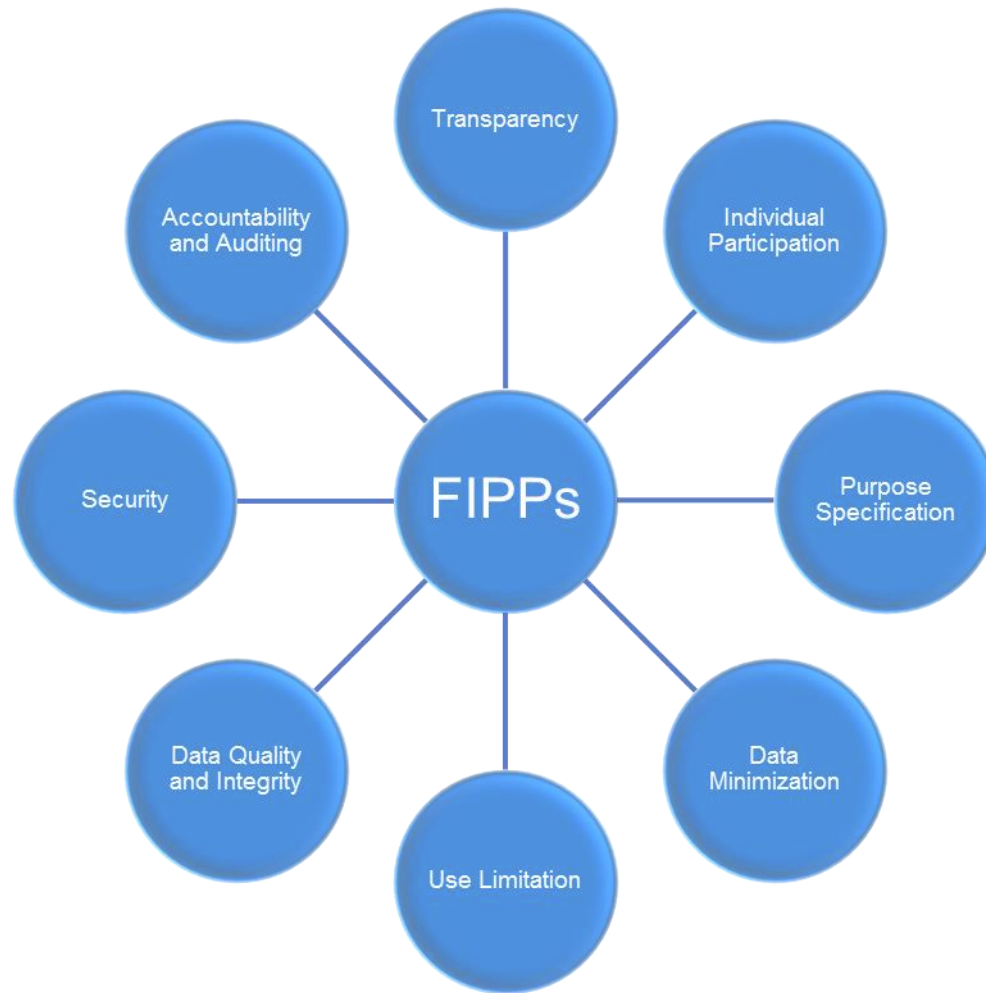 Transparency
Individual
Participation
Purpose
Specification
Data
Minimization
Use Limitation
Data Quality
and Integrity
Security
Accountability
and Auditing
FIPPs